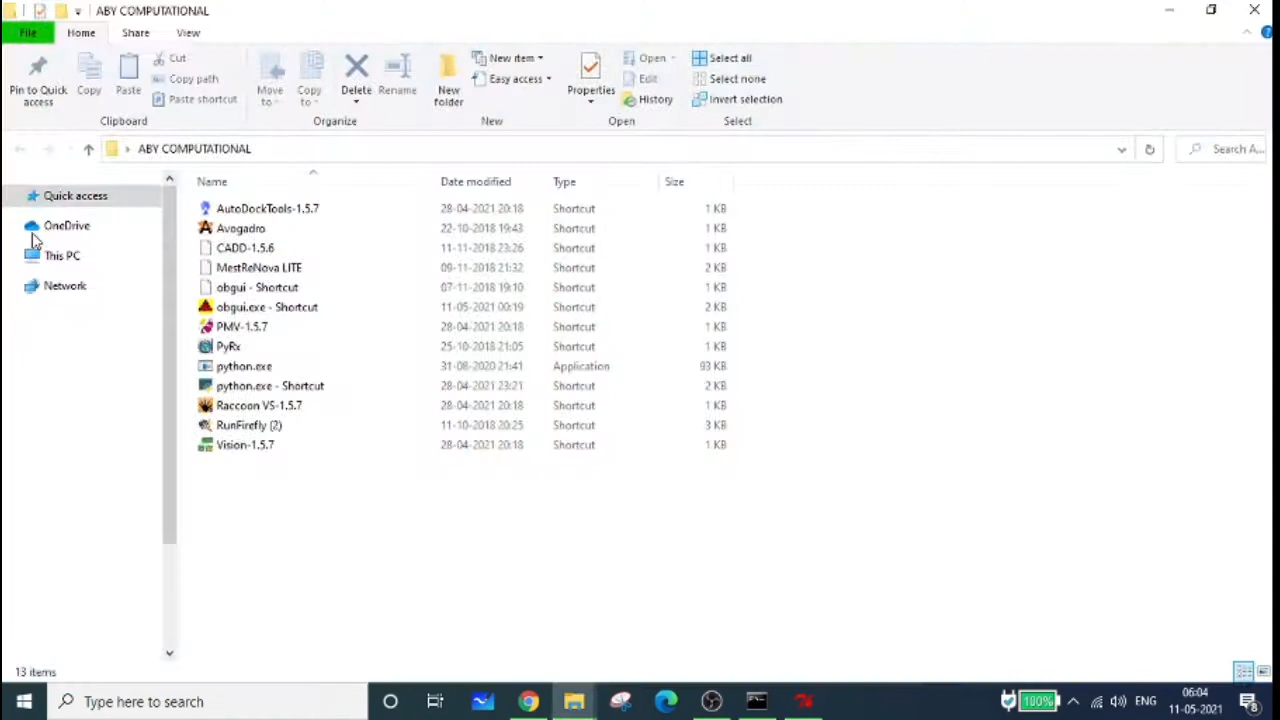 ABY COMPUTATIONAL
File Home Share View
Pin to Quick access
Copy
Paste
Cut
Copy path
Paste shortcut
Move to
Copy to
Delete
Rename
New folder
New item
Easy access
Properties
Open
Edit
History
Select all
Select none
Invert selection
Clipboard Organize New Open Select
ABY COMPUTATIONAL
Search A...
Quick access
OneDrive
This PC
Network
Name Date modified Type Size
AutoDockTools-1.5.7 28-04-2021 20:18 Shortcut 1 KB
Avogadro 22-10-2018 19:43 Shortcut 1 KB
CADD-1.5.6 11-11-2018 23:26 Shortcut 1 KB
MestReNova LITE 09-11-2018 21:32 Shortcut 2 KB
obgui - Shortcut 07-11-2018 19:10 Shortcut 1 KB
obgui.exe - Shortcut 11-05-2021 00:19 Shortcut 2 KB
PMV-1.5.7 28-04-2021 20:18 Shortcut 1 KB
PyRx 25-10-2018 21:05 Shortcut 1 KB
python.exe 31-08-2020 21:41 Application 93 KB
python.exe - Shortcut 28-04-2021 23:21 Shortcut 2 KB
Raccoon VS-1.5.7 28-04-2021 20:18 Shortcut 1 KB
RunFirefly (2) 11-10-2018 20:25 Shortcut 3 KB
Vision-1.5.7 28-04-2021 20:18 Shortcut 1 KB
13 items
Type here to search
100%
ENG
06:04
11-05-2021
8